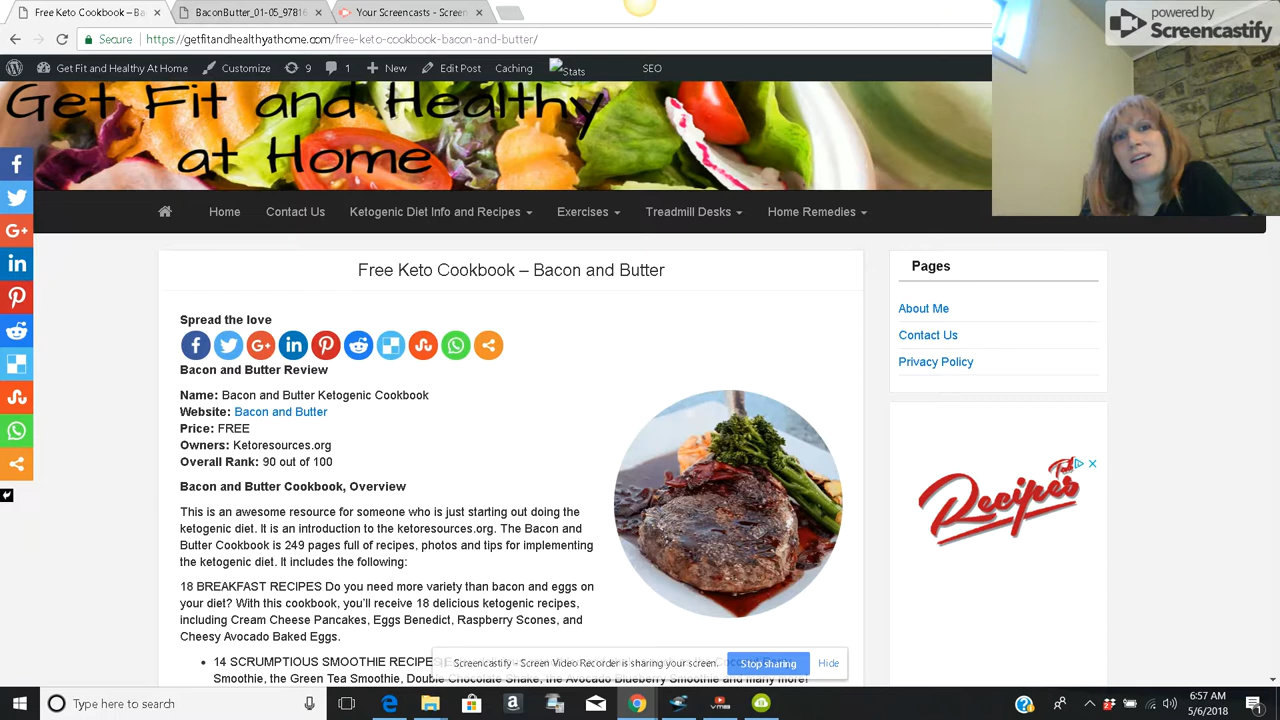 Free Keto Cookbook - B
BaconButter-01-05_97816
Your Screencasts - Screen
powered by
Screencastify
Secure
https://getfitandhealthyathome.com/free-keto-cookbook-bacon-and-butter/
Get Fit and Healthy At Home Customize 9 1 New Edit Post Caching Stats SEO
Get Fit and Healthy
at Home
Home Contact Us Ketogenic Diet Info and Recipes Exercises Treadmill Desks Home Remedies
Free Keto Cookbook – Bacon and Butter
Spread the love
Bacon and Butter Review
Name: Bacon and Butter Ketogenic Cookbook
Website: Bacon and Butter
Price: FREE
Owners: Ketoresources.org
Overall Rank: 90 out of 100
Bacon and Butter Cookbook, Overview
This is an awesome resource for someone who is just starting out doing the
ketogenic diet. It is an introduction to the ketoresources.org. The Bacon and
Butter Cookbook is 249 pages full of recipes, photos and tips for implementing
the ketogenic diet. It includes the following:
18 BREAKFAST RECIPES Do you need more variety than bacon and eggs on
your diet? With this cookbook, you'll receive 18 delicious ketogenic recipes,
including Cream Cheese Pancakes, Eggs Benedict, Raspberry Scones, and
Cheesy Avocado Baked Eggs.
14 SCRUMPTIOUS SMOOTHIE RECIPES
Smoothie, the Green Tea Smoothie, Double Chocolate Shake, the Avocado Blueberry Smoothie and many more!
Screencastify - Screen Video Recorder is sharing your screen. Stop sharing Hide
Pages
About Me
Contact Us
Privacy Policy
Recipes
Type here to search
6:57 AM
5/6/2018